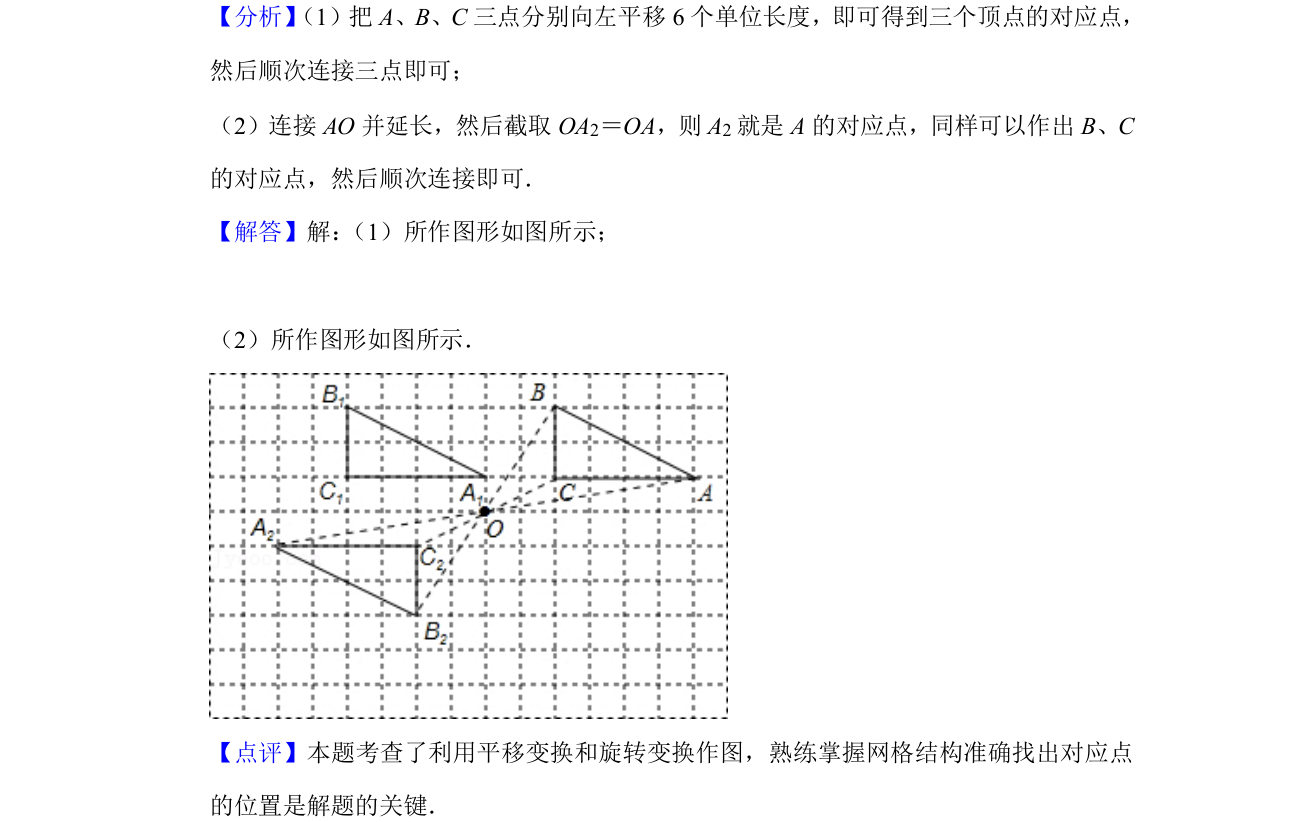 【分析】（1）把 A、B、C 三点分别向左平移 6 个单位长度，即可得到三个顶点的对应点，
然后顺次连接三点即可；
（2）连接 AO 并延长，然后截取 OA2＝OA，则 A2 就是 A 的对应点，同样可以作出 B、C
的对应点，然后顺次连接即可．
【解答】解：（1）所作图形如图所示；
（2）所作图形如图所示．
B1
B
C1
A1
C
A
A2
O
C2
B2
【点评】本题考查了利用平移变换和旋转变换作图，熟练掌握网格结构准确找出对应点
的位置是解题的关键．